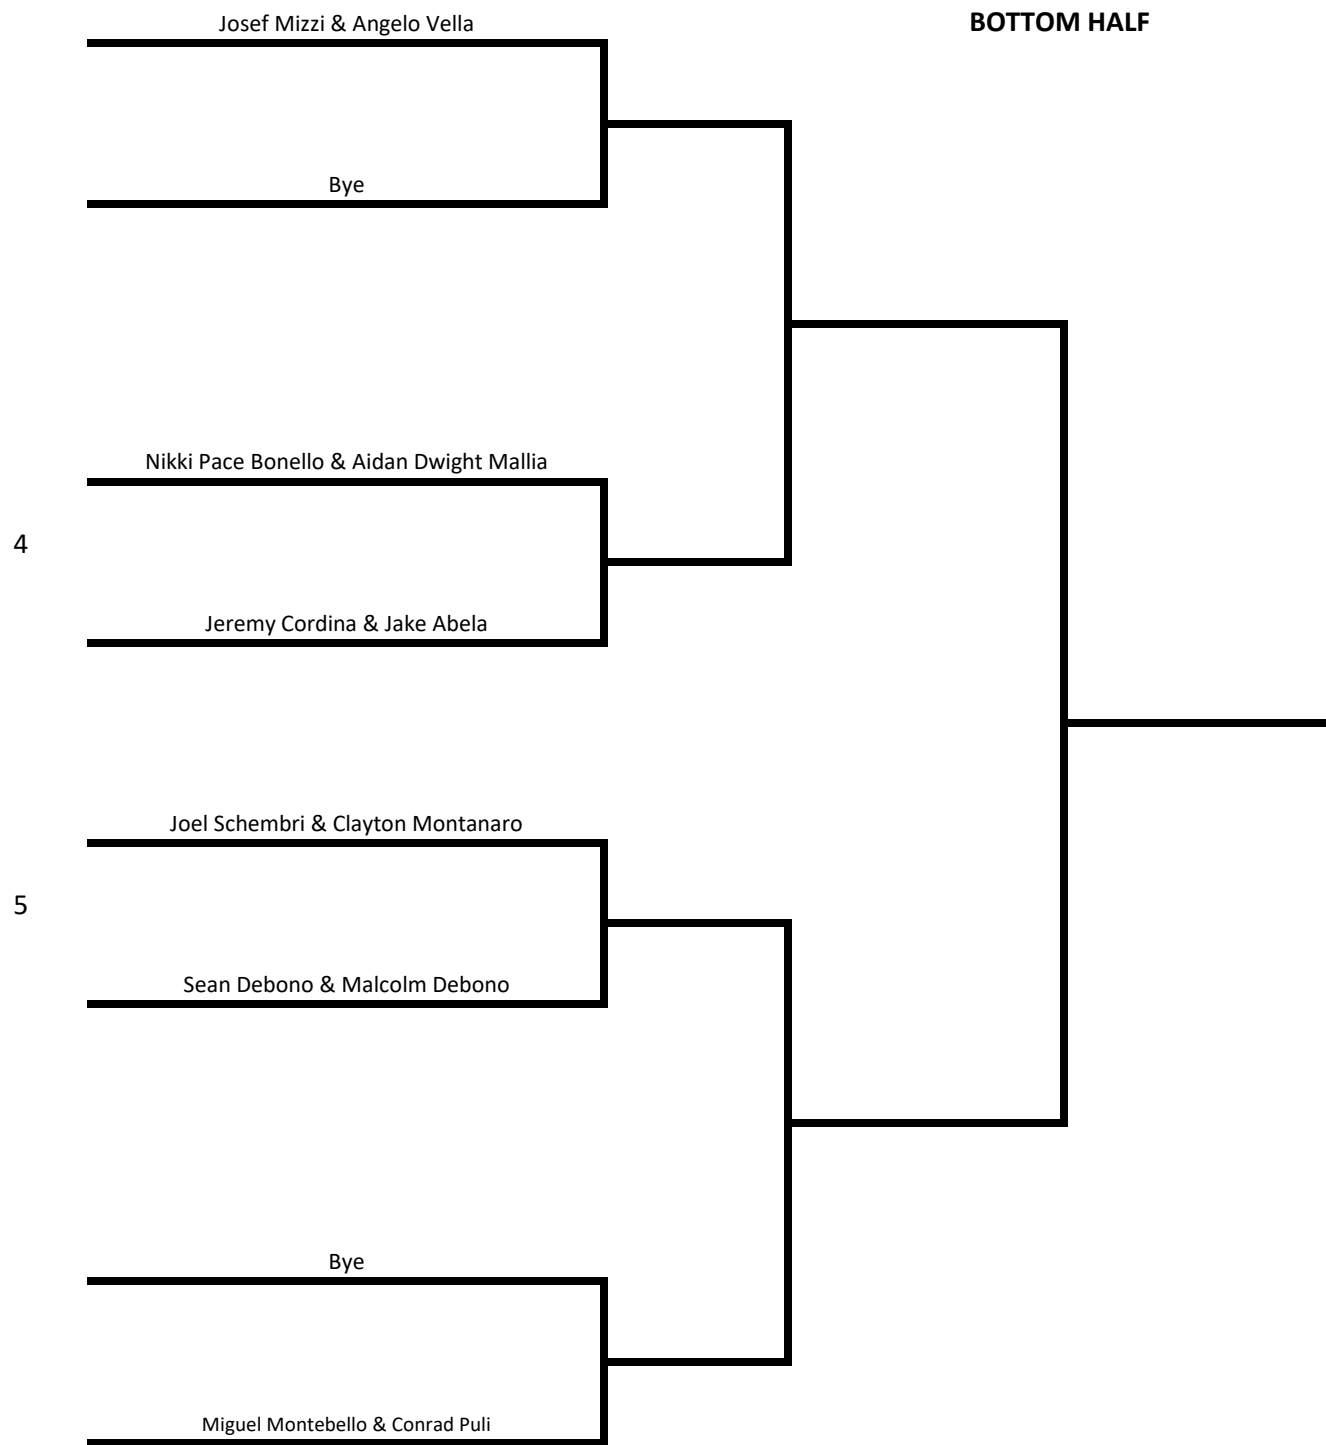 Josef Mizzi & Angelo Vella
BOTTOM HALF
Bye
Nikki Pace Bonello & Aidan Dwight Mallia
4
Jeremy Cordina & Jake Abela
Joel Schembri & Clayton Montanaro
5
Sean Debono & Malcolm Debono
Bye
Miguel Montebello & Conrad Puli